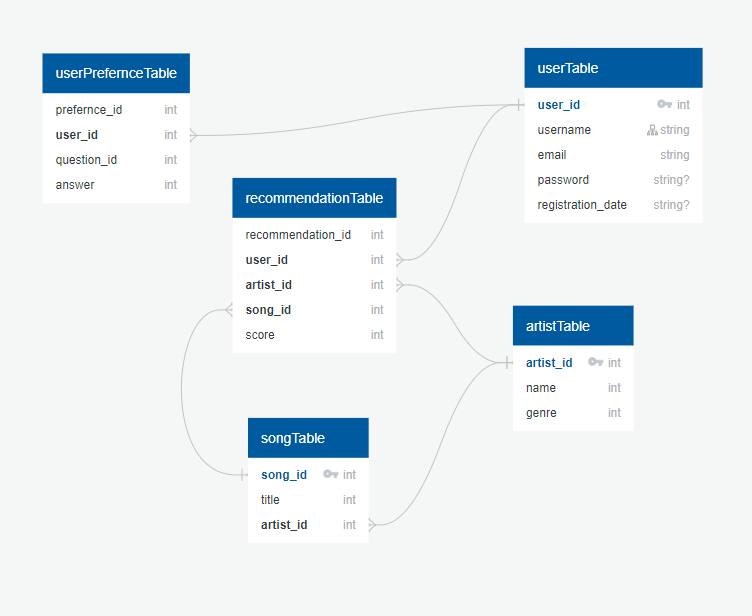 userPrefernceTable
prefernce_id int
user_id int
question_id int
answer int
userTable
user_id int
username string
email string
password string?
registration_date string?
recommendationTable
recommendation_id int
user_id int
artist_id int
song_id int
score int
artistTable
artist_id int
name int
genre int
songTable
song_id int
title int
artist_id int